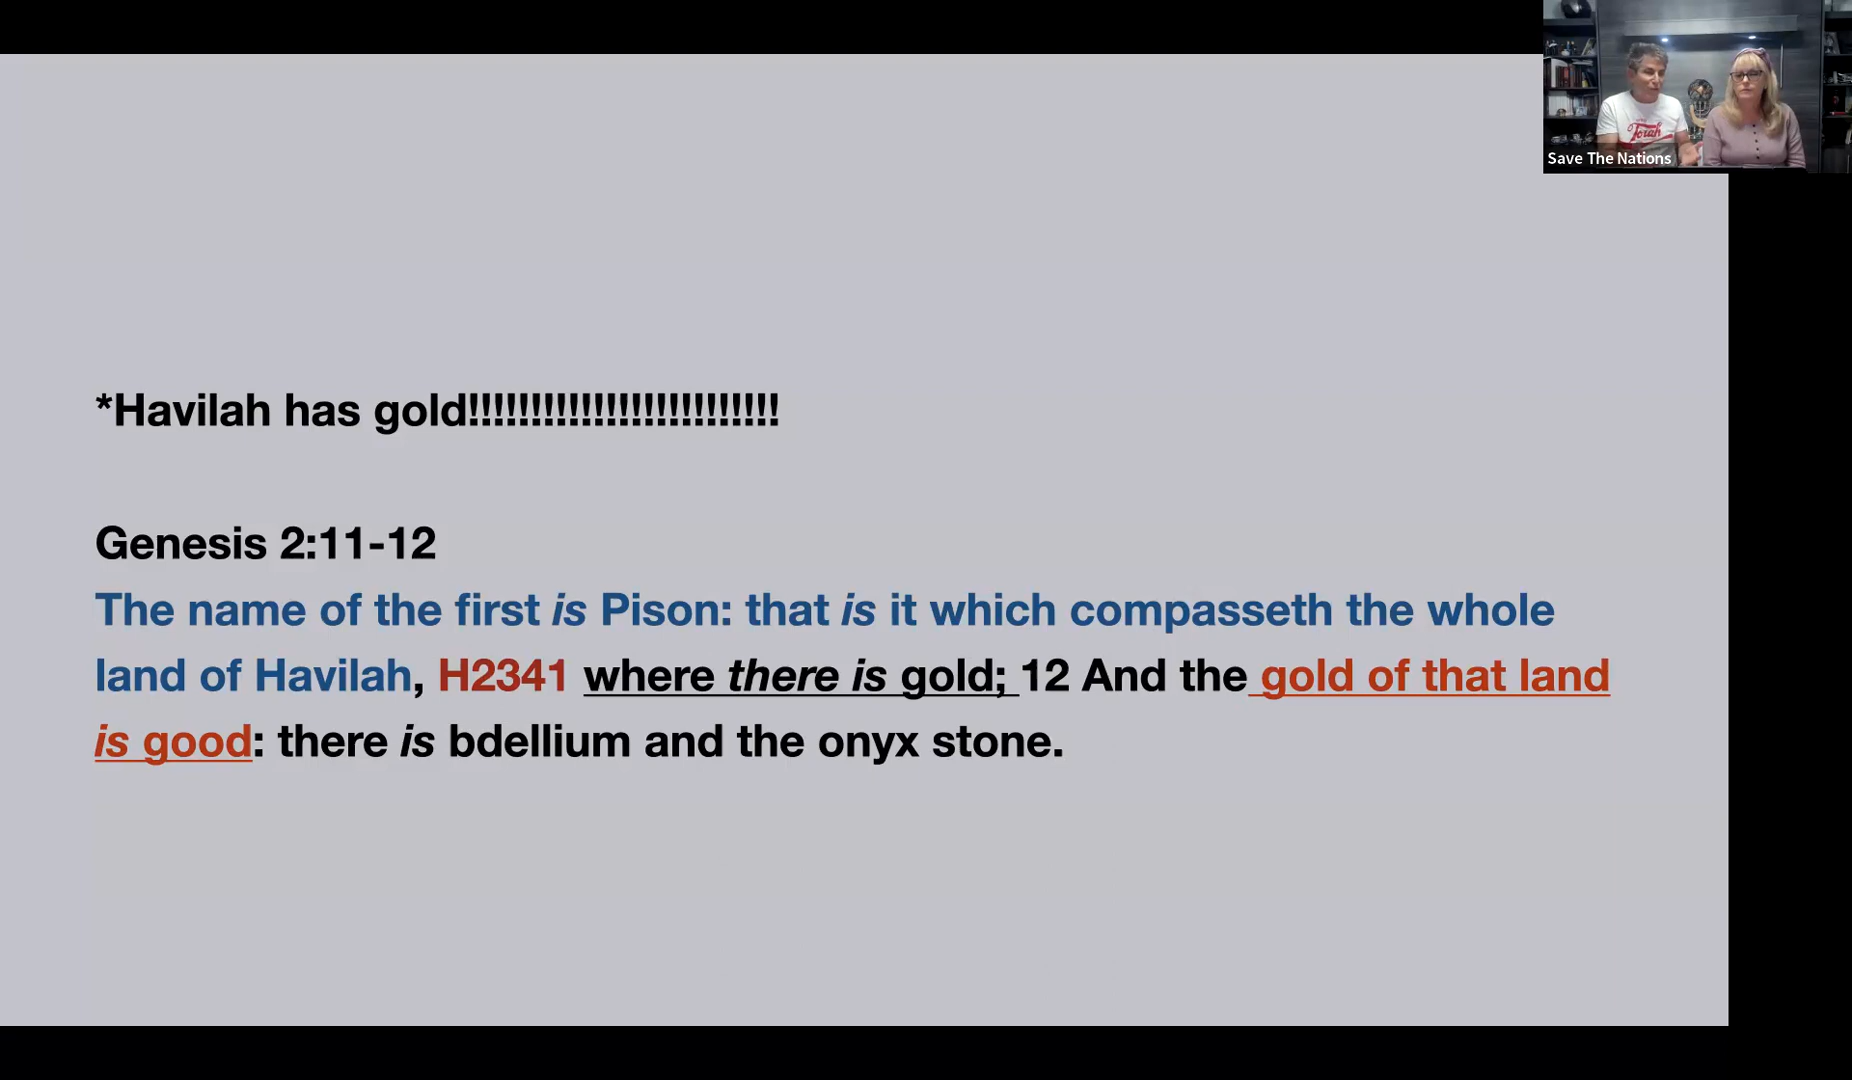 Torah
Save The Nations
*Havilah has gold!!!!!!!!!!!!!!!!!!!!!!!!!
Genesis 2:11-12
The name of the first is Pison: that is it which compasseth the whole
land of Havilah, H2341 where there is gold; 12 And the gold of that land
is good: there is bdellium and the onyx stone.